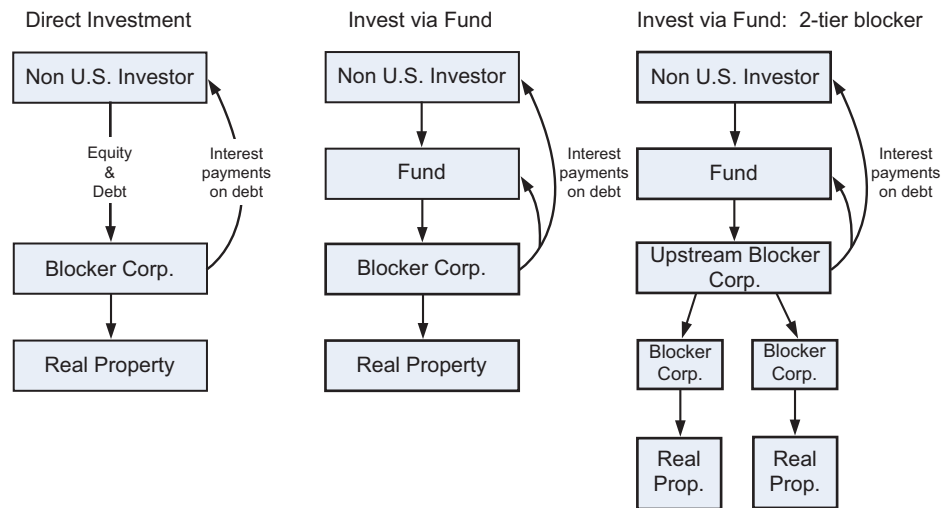 Direct Investment
Non U.S. Investor
Equity
&
Debt
Interest
payments
on debt
Blocker Corp.
Real Property
Invest via Fund
Non U.S. Investor
Fund
Interest
payments
on debt
Blocker Corp.
Real Property
Invest via Fund: 2-tier blocker
Non U.S. Investor
Fund
Interest
payments
on debt
Upstream Blocker
Corp.
Blocker
Corp.
Blocker
Corp.
Real
Prop.
Real
Prop.